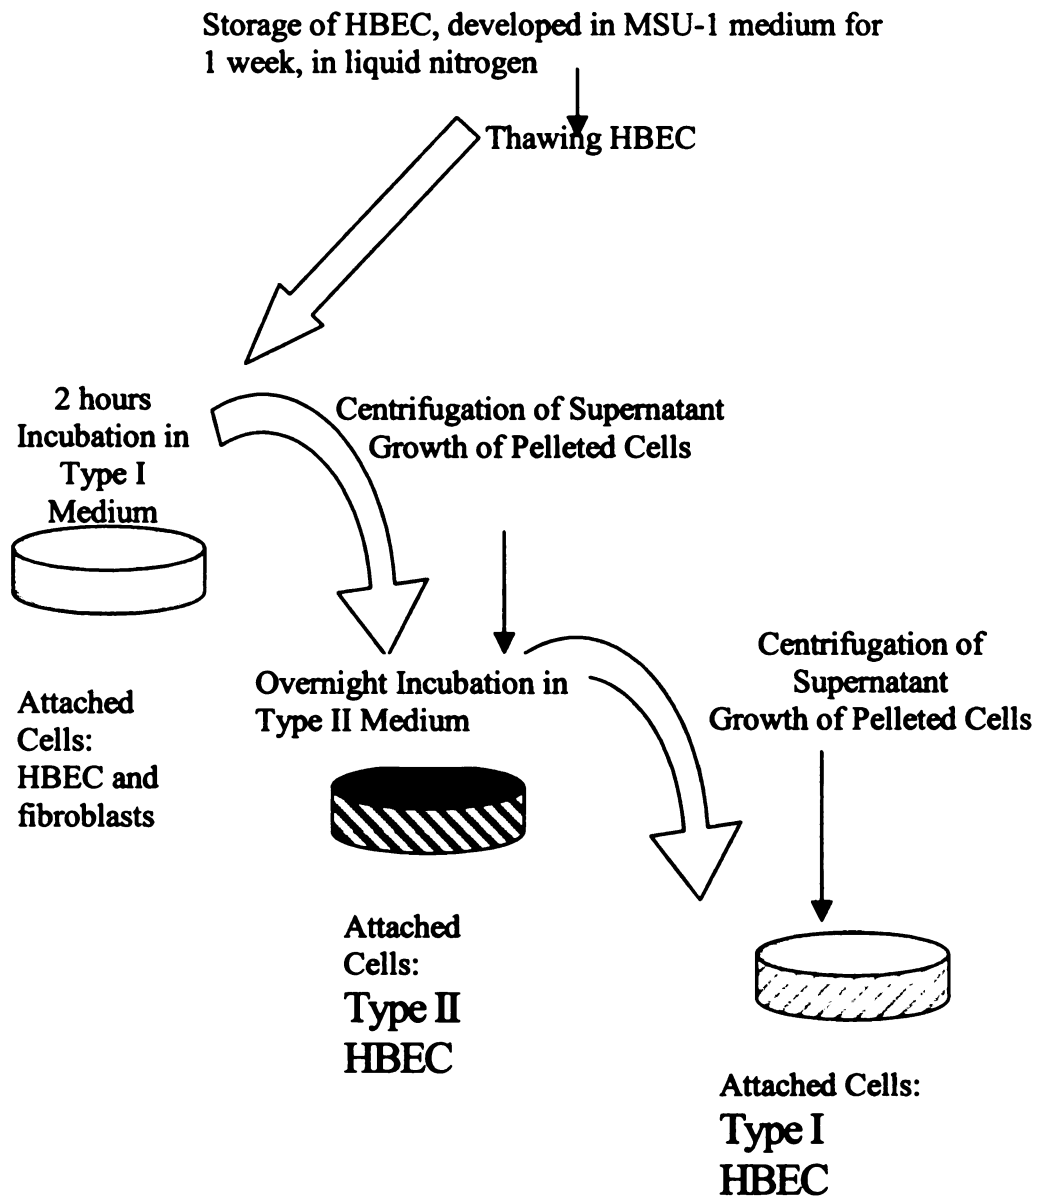 Storage of HBEC, developed in MSU-1 medium for
1 week, in liquid nitrogen
Thawing HBEC
2 hours
Incubation in
Type I
Medium
Centrifugation of Supernatant
Growth of Pelleted Cells
Attached
Cells:
HBEC and
fibroblasts
Overnight Incubation in
Type II Medium
Centrifugation of
Supernatant
Growth of Pelleted Cells
Attached
Cells:
Type II
HBEC
Attached Cells:
Type I
HBEC